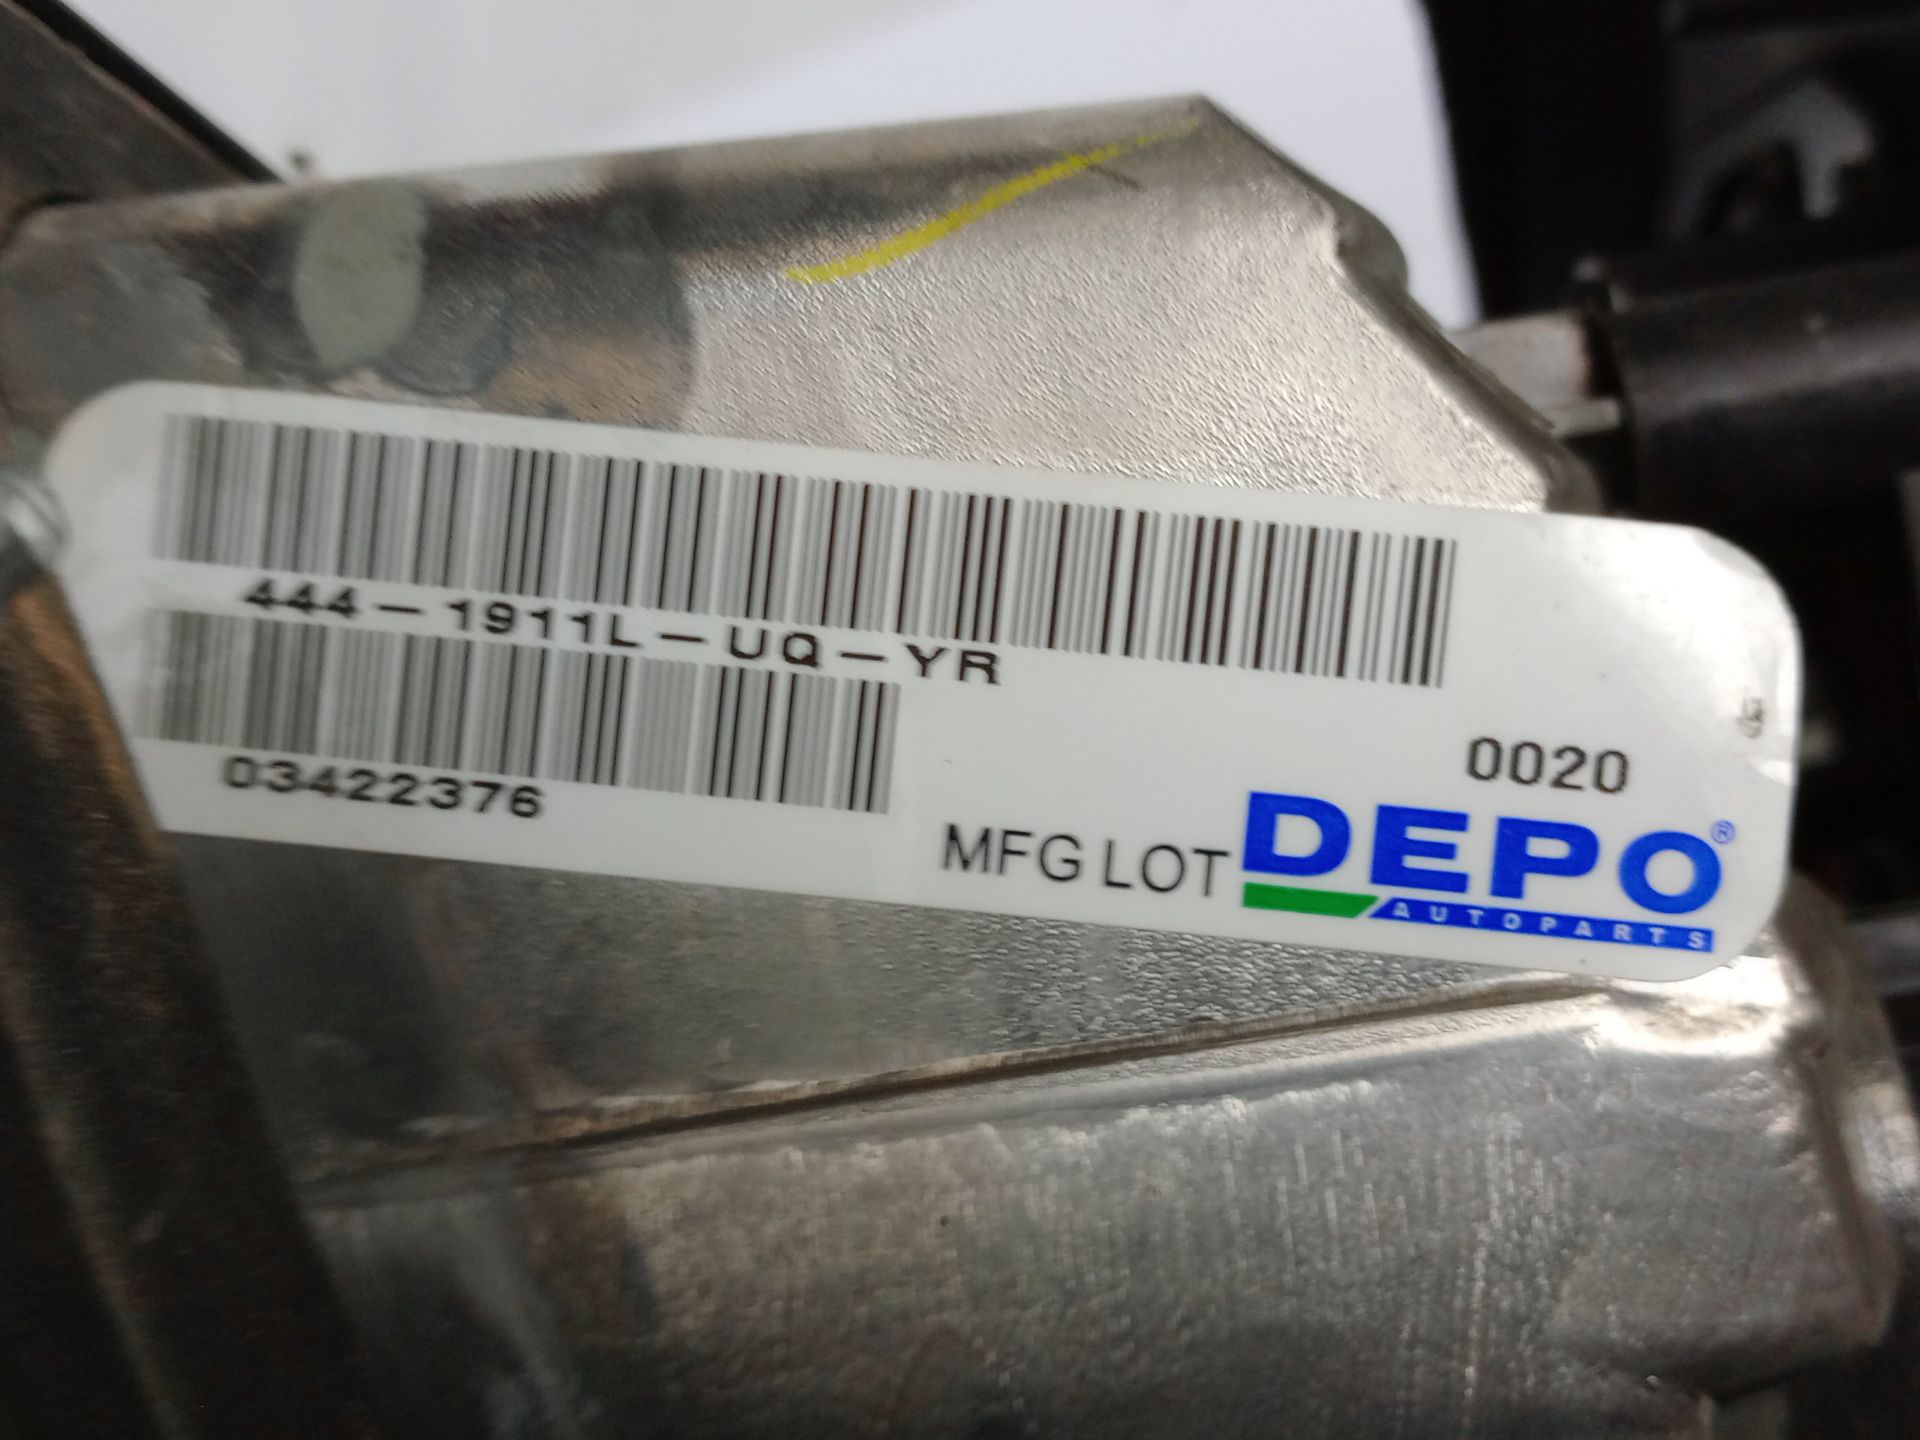 444-1911L-UQ-YR
03422376
0020
MFG LOT
DEPO®
AUTOPARTS